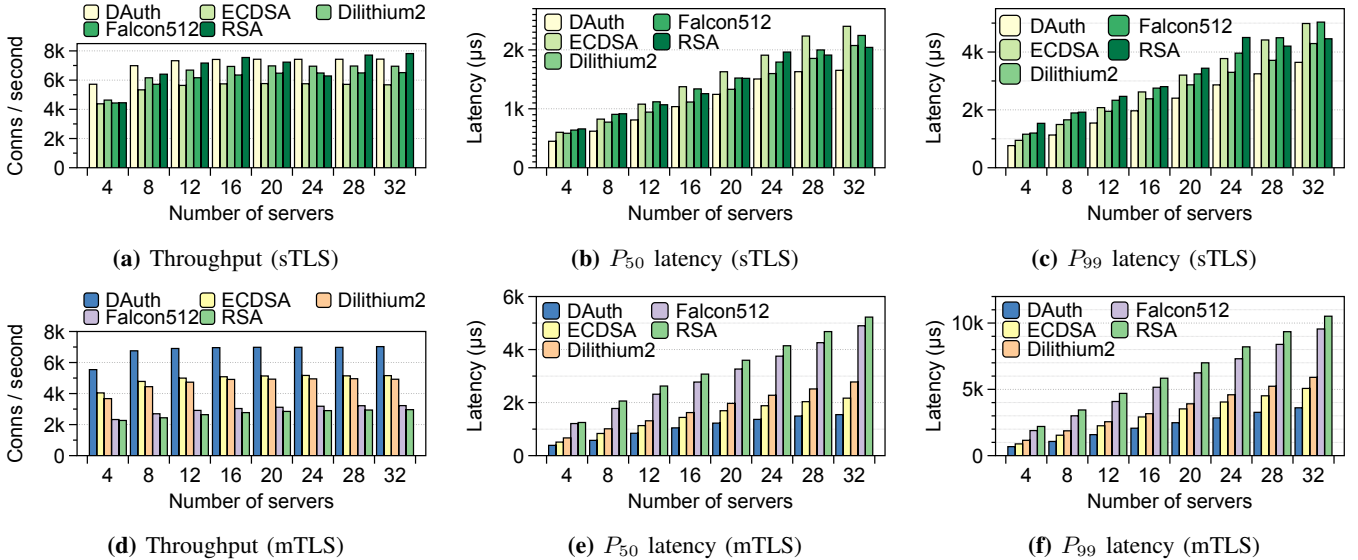 DAuth ECDSA Dilithium2
Falcon512 RSA
8k
6k
4k
2k
0
Conns / second
4 8 12 16 20 24 28 32
Number of servers
(a) Throughput (sTLS)
DAuth Falcon512
ECDSA RSA
Dilithium2
2k
1k
0
Latency (μs)
4 8 12 16 20 24 28 32
Number of servers
(b) P50 latency (sTLS)
DAuth Falcon512
ECDSA RSA
Dilithium2
4k
2k
0
Latency (μs)
4 8 12 16 20 24 28 32
Number of servers
(c) P99 latency (sTLS)
DAuth ECDSA Dilithium2
Falcon512 RSA
8k
6k
4k
2k
0
Conns / second
4 8 12 16 20 24 28 32
Number of servers
(d) Throughput (mTLS)
DAuth Falcon512
ECDSA RSA
Dilithium2
6k
4k
2k
0
Latency (μs)
4 8 12 16 20 24 28 32
Number of servers
(e) P50 latency (mTLS)
DAuth Falcon512
ECDSA RSA
Dilithium2
10k
5k
0
Latency (μs)
4 8 12 16 20 24 28 32
Number of servers
(f) P99 latency (mTLS)